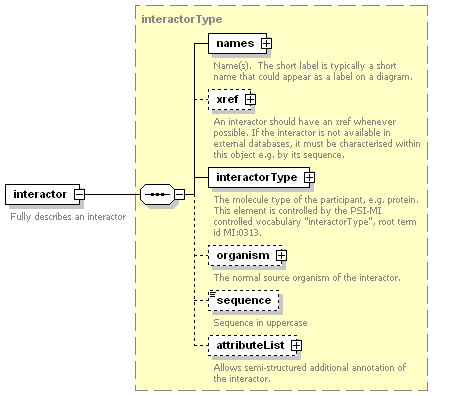 interactorType
names
Name(s).  The short label is typically a short
name that could appear as a label on a diagram.
xref
An interactor should have an xref whenever
possible. If the interactor is not available in
external databases, it must be characterised within
this object e.g. by its sequence.
interactor
Fully describes an interactor
interactorType
The molecule type of the participant, e.g. protein.
This element is controlled by the PSI-MI
controlled vocabulary "interactorType", root term
id MI:0313.
organism
The normal source organism of the interactor.
sequence
Sequence in uppercase
attributeList
Allows semi-structured additional annotation of
the interactor.